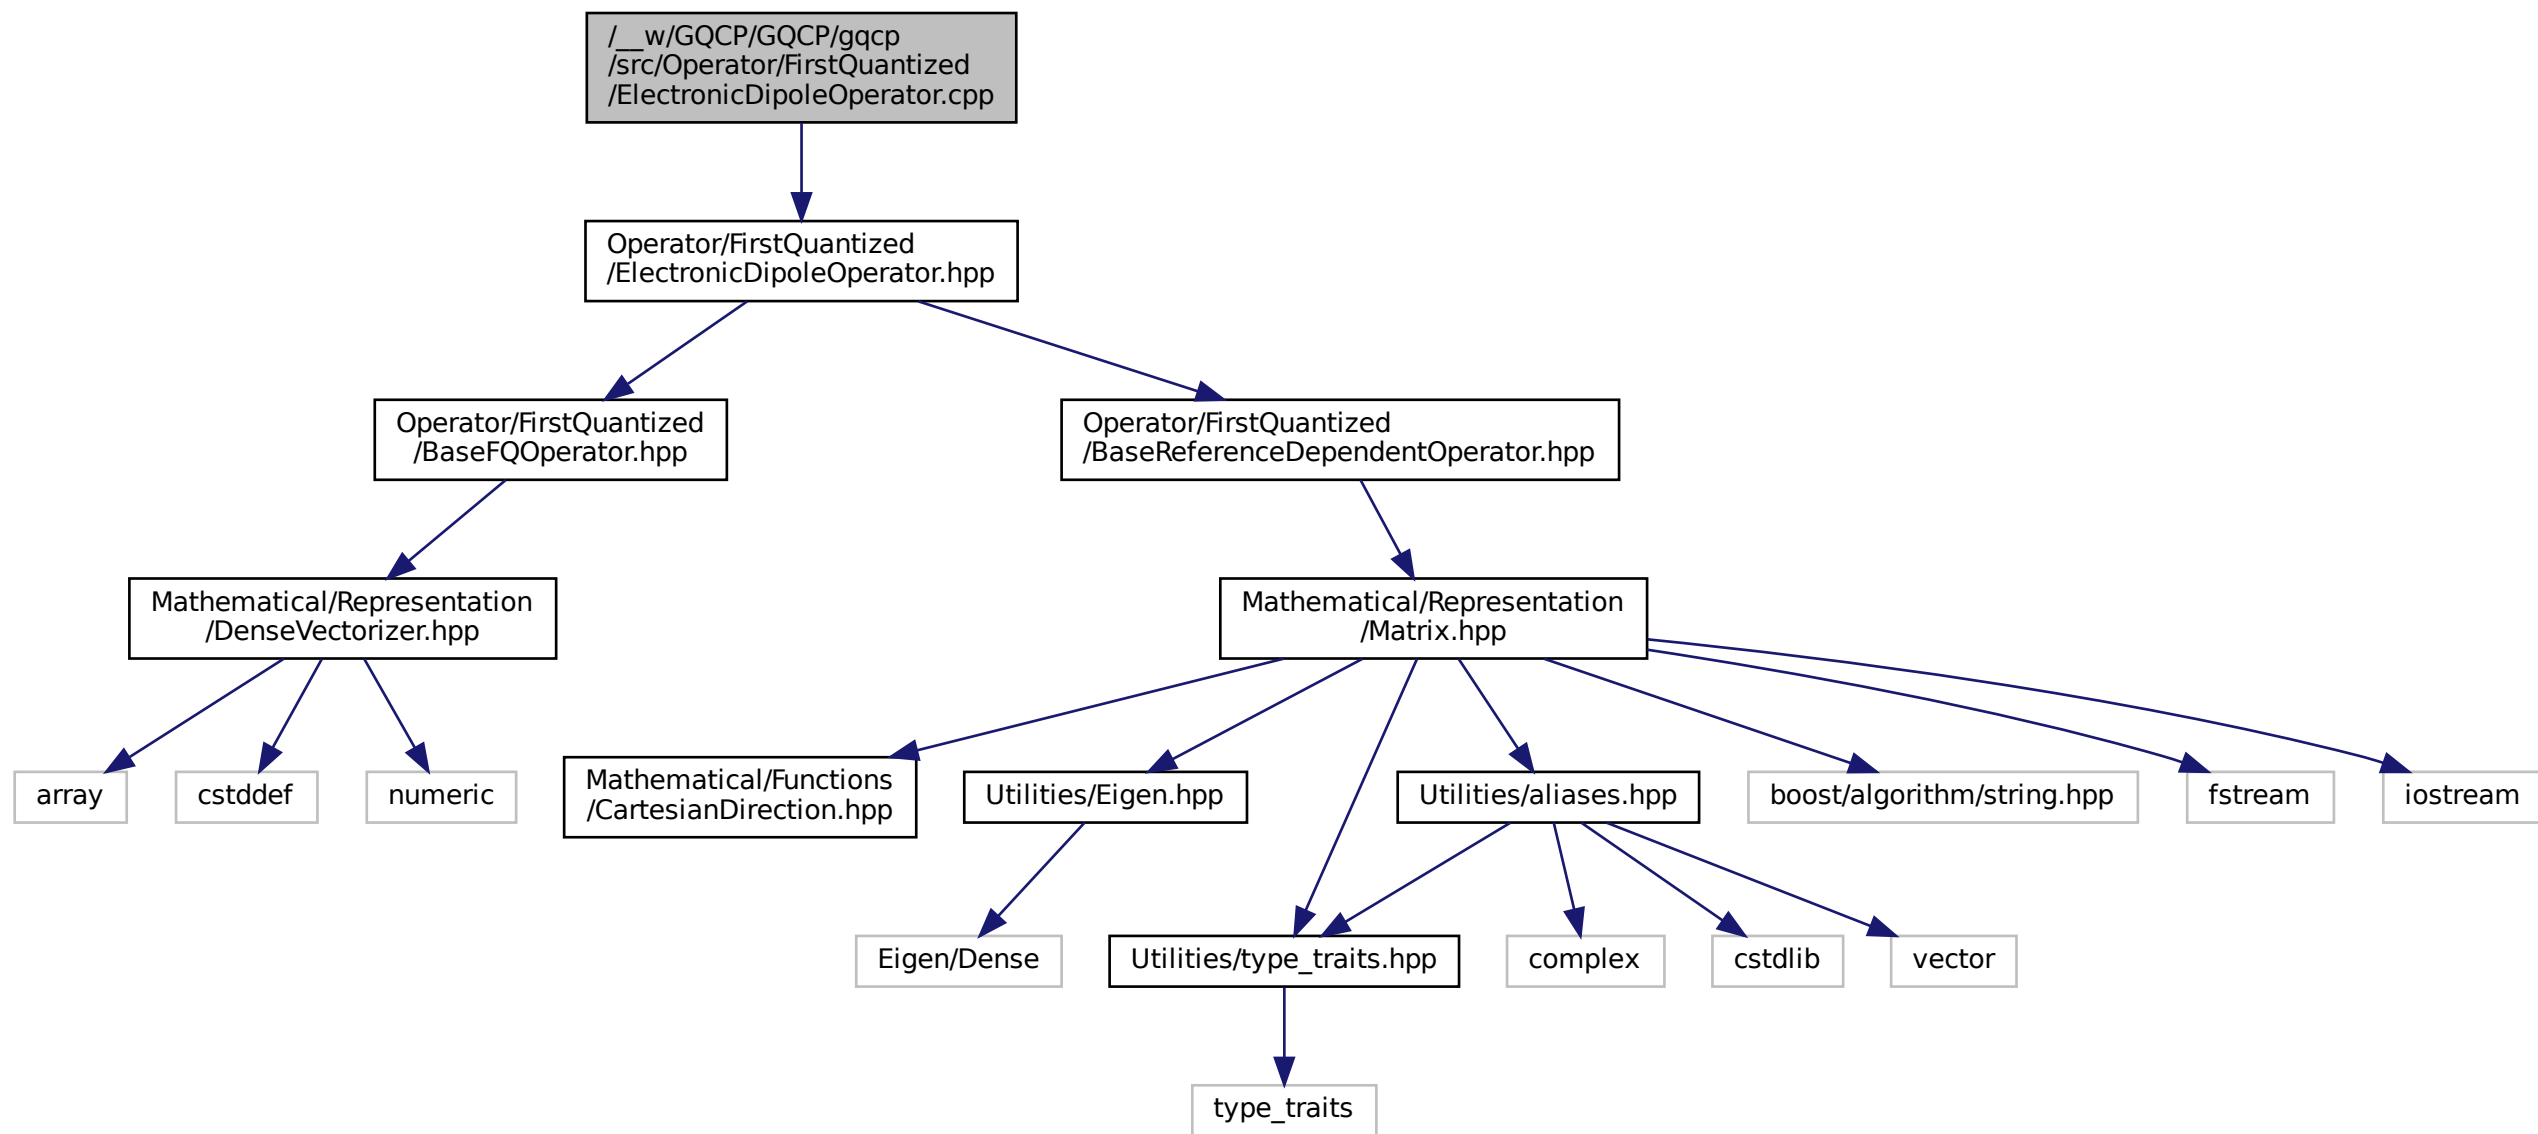 /__w/GQCP/GQCP/gqcp
/src/Operator/FirstQuantized
/ElectronicDipoleOperator.cpp
Operator/FirstQuantized
/ElectronicDipoleOperator.hpp
Operator/FirstQuantized
/BaseFQOperator.hpp
Operator/FirstQuantized
/BaseReferenceDependentOperator.hpp
Mathematical/Representation
/DenseVectorizer.hpp
Mathematical/Representation
/Matrix.hpp
array
cstddef
numeric
Mathematical/Functions
/CartesianDirection.hpp
Utilities/Eigen.hpp
Utilities/aliases.hpp
boost/algorithm/string.hpp
fstream
iostream
Eigen/Dense
Utilities/type_traits.hpp
complex
cstdlib
vector
type_traits